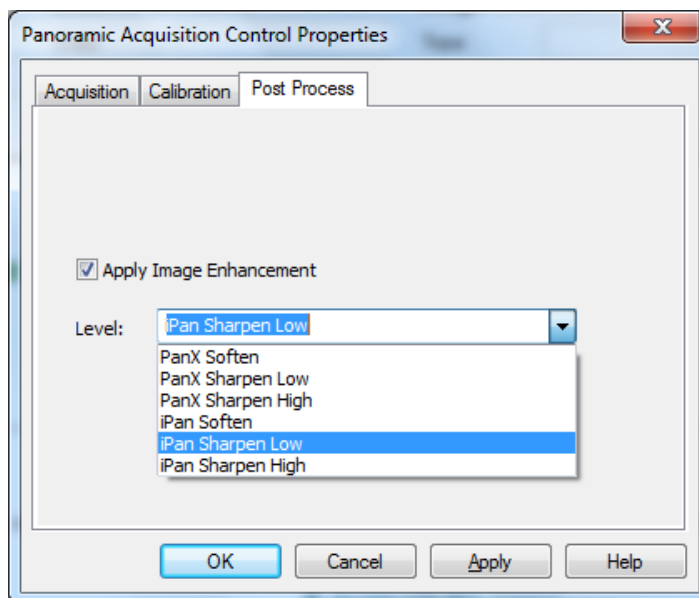 Panoramic Acquisition Control Properties
Acquisition Calibration Post Process
Apply Image Enhancement
Level: iPan Sharpen Low
PanX Soften
PanX Sharpen Low
PanX Sharpen High
iPan Soften
iPan Sharpen Low
iPan Sharpen High
OK Cancel Apply Help